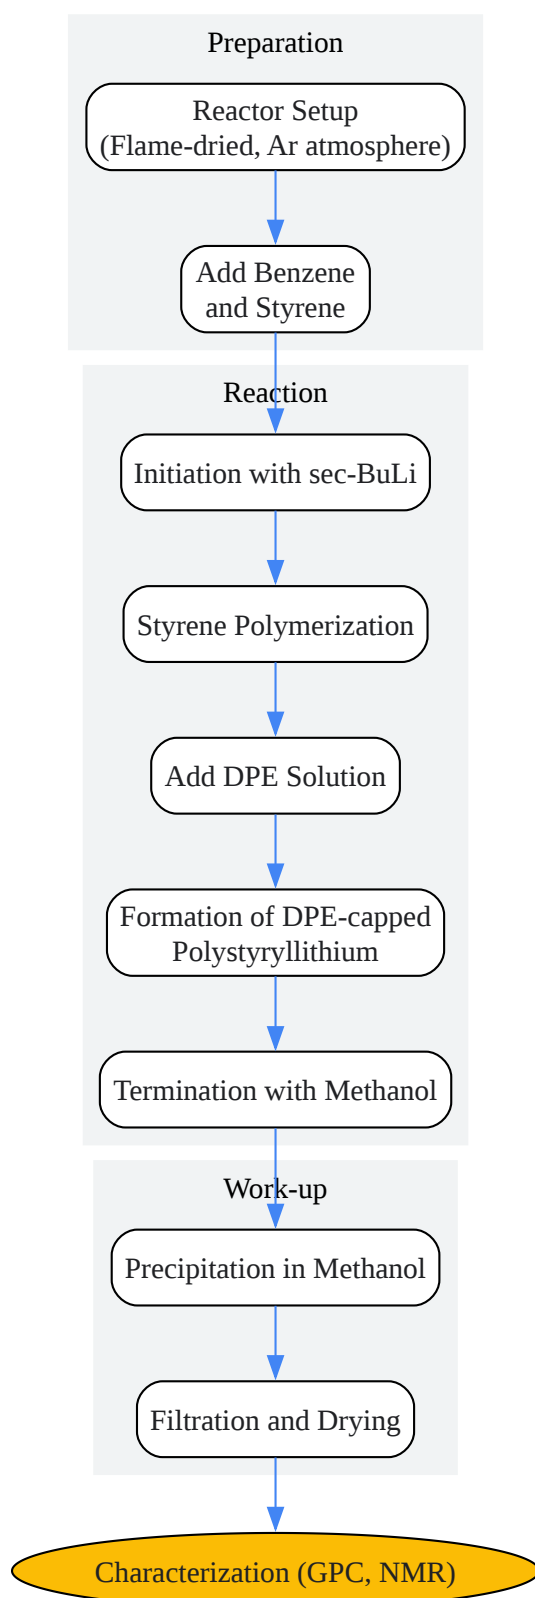 Preparation
Reactor Setup
(Flame-dried, Ar atmosphere)
Add Benzene
and Styrene
Reaction
Initiation with sec-BuLi
Styrene Polymerization
Add DPE Solution
Formation of DPE-capped
Polystyryllithium
Termination with Methanol
Work-up
Precipitation in Methanol
Filtration and Drying
Characterization (GPC, NMR)